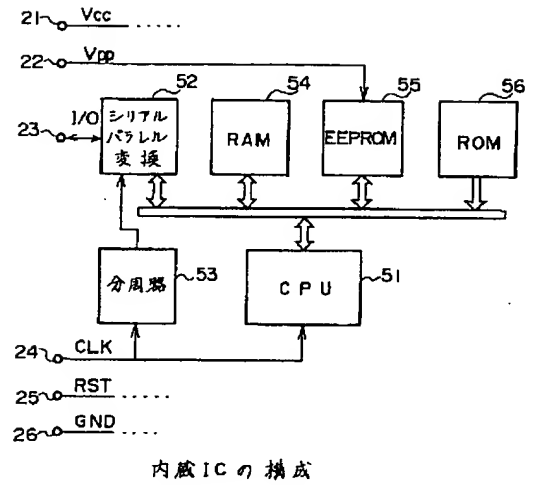 21 Vcc
22 Vpp
52 54 55 56
23 I/O シリアル
パラレル
変換
RAM
EEPROM
ROM
分周器 53
CPU 51
24 CLK
25 RST
26 GND
内蔵ICの構成